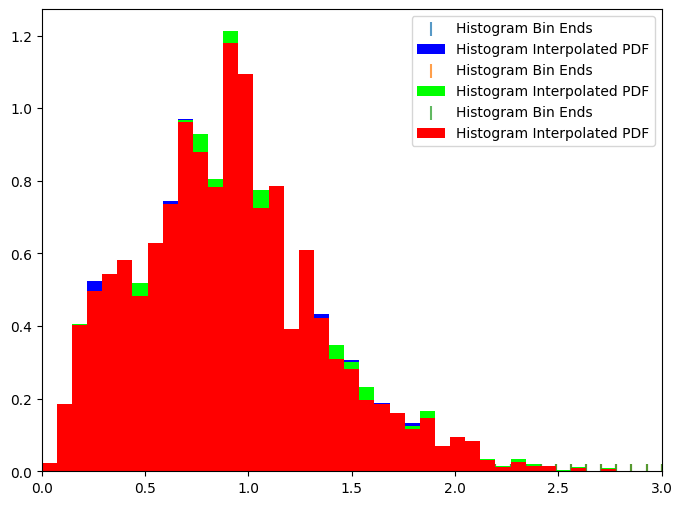 Histogram Bin Ends
Histogram Interpolated PDF
Histogram Bin Ends
Histogram Interpolated PDF
Histogram Bin Ends
Histogram Interpolated PDF
1.2
1.0
0.8
0.6
0.4
0.2
0.0
0.0 0.5 1.0 1.5 2.0 2.5 3.0